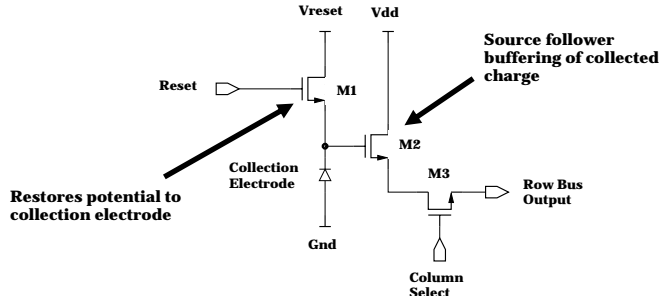 Vreset
Vdd
Source follower
buffering of collected
charge
Reset
M1
M2
Collection
Electrode
M3
Row Bus
Output
Restores potential to
collection electrode
Gnd
Column
Select